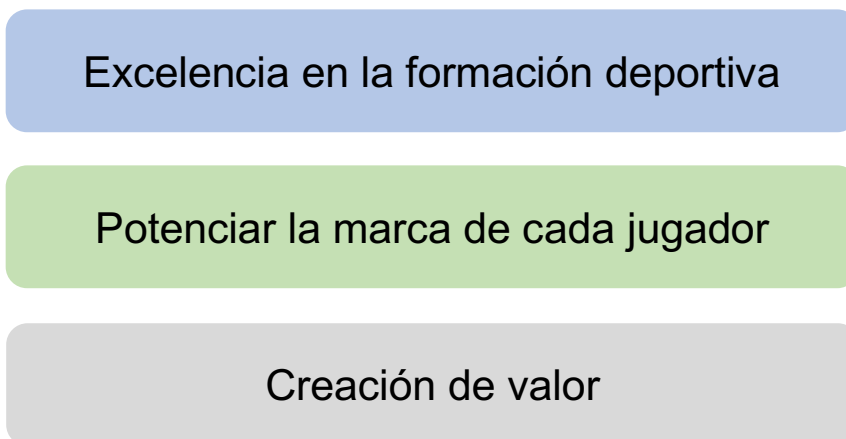 Excelencia en la formación deportiva
Potenciar la marca de cada jugador
Creación de valor